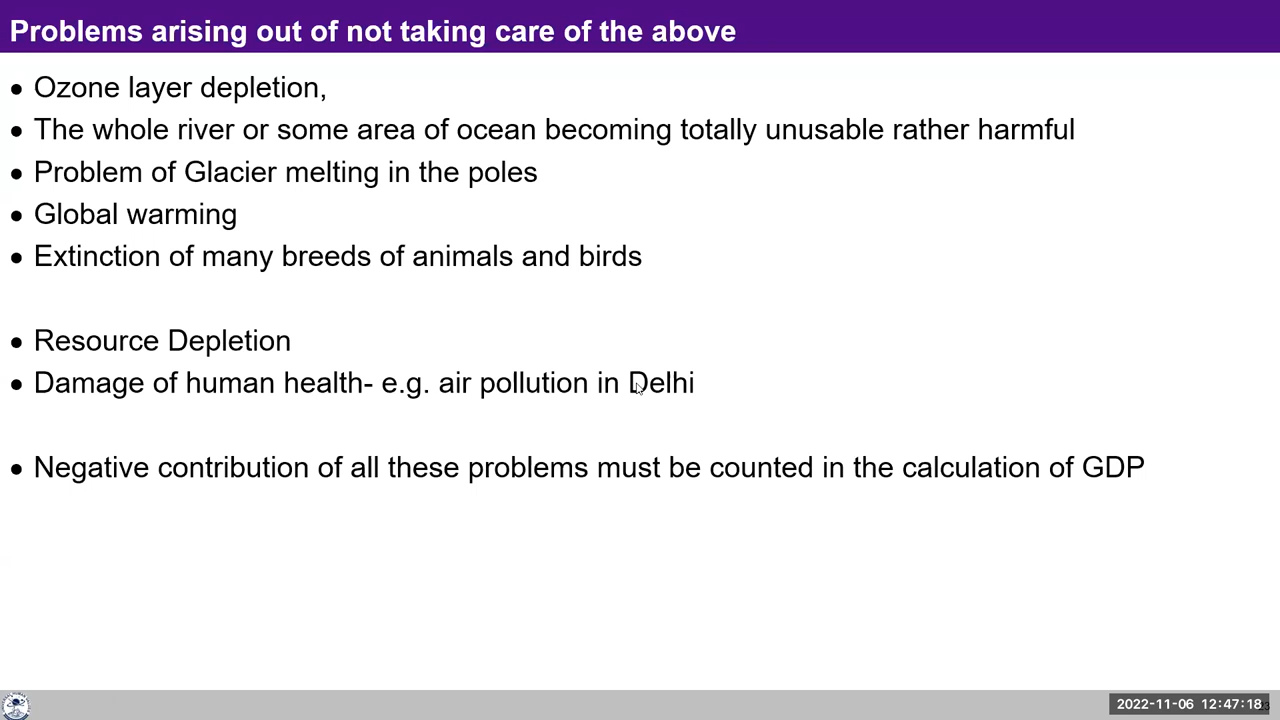 Problems arising out of not taking care of the above
• Ozone layer depletion,
• The whole river or some area of ocean becoming totally unusable rather harmful
• Problem of Glacier melting in the poles
• Global warming
• Extinction of many breeds of animals and birds
• Resource Depletion
• Damage of human health- e.g. air pollution in Delhi
• Negative contribution of all these problems must be counted in the calculation of GDP
2022-11-06 12:47:18